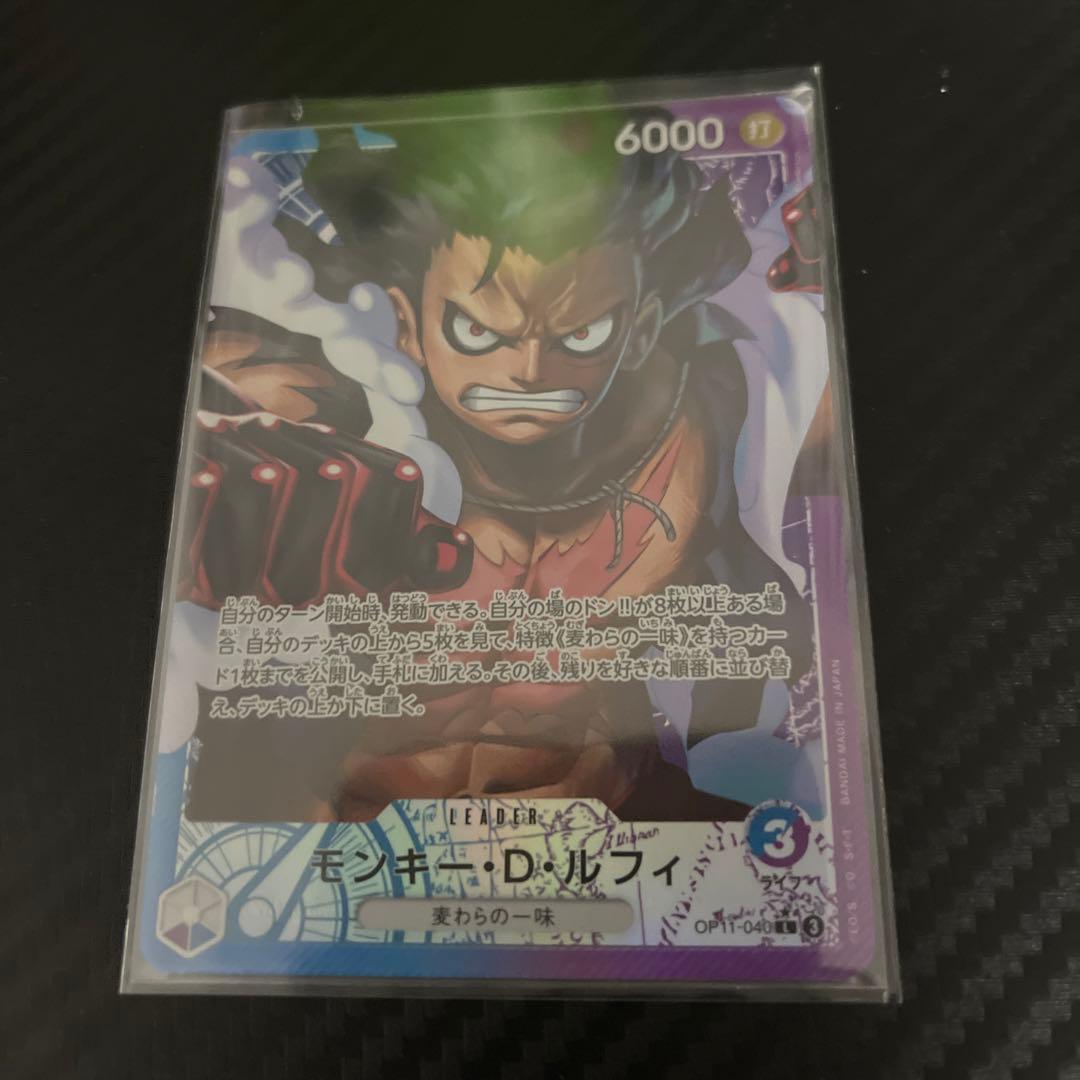 6000 打
自分のターン開始時、発動できる。自分の場のドン!!が8枚以上ある場
合、自分のデッキの上から5枚を見て、特徴《麦わらの一味》を持つカー
ド1枚までを公開し、手札に加える。その後、残りを好きな順番に並び替
え、デッキの上か下に置く。
LEADER
モンキー・D・ルフィ
麦わらの一味
3
ライフ
OP11-040 L 3
BANDAI MADE IN JAPAN